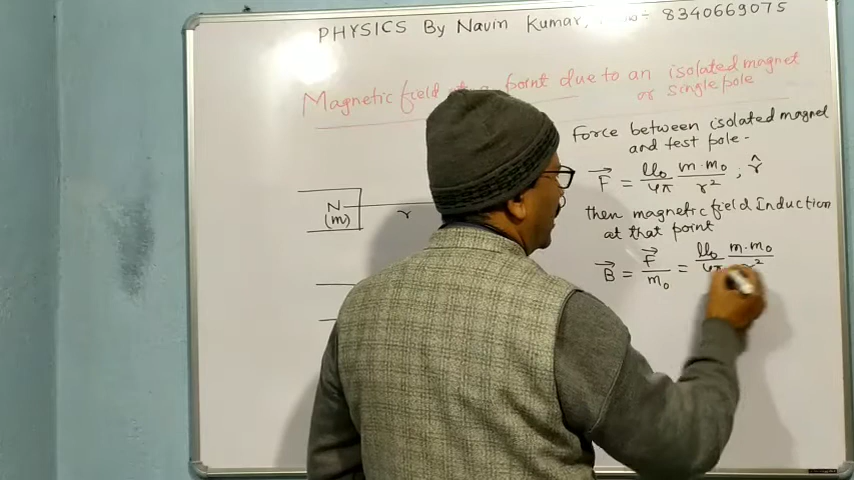 PHYSICS By Navin Kumar, 8340669075
Magnetic field a point due to an isolated magnet
or single pole
Force between isolated magnet
and test pole -
F⃗ = μ₀/4π m·m₀/r² , r̂
N
(m)
r
then magnetic field Induction
at that point
B⃗ = F⃗/m₀ = μ₀/4π m·m₀/r²